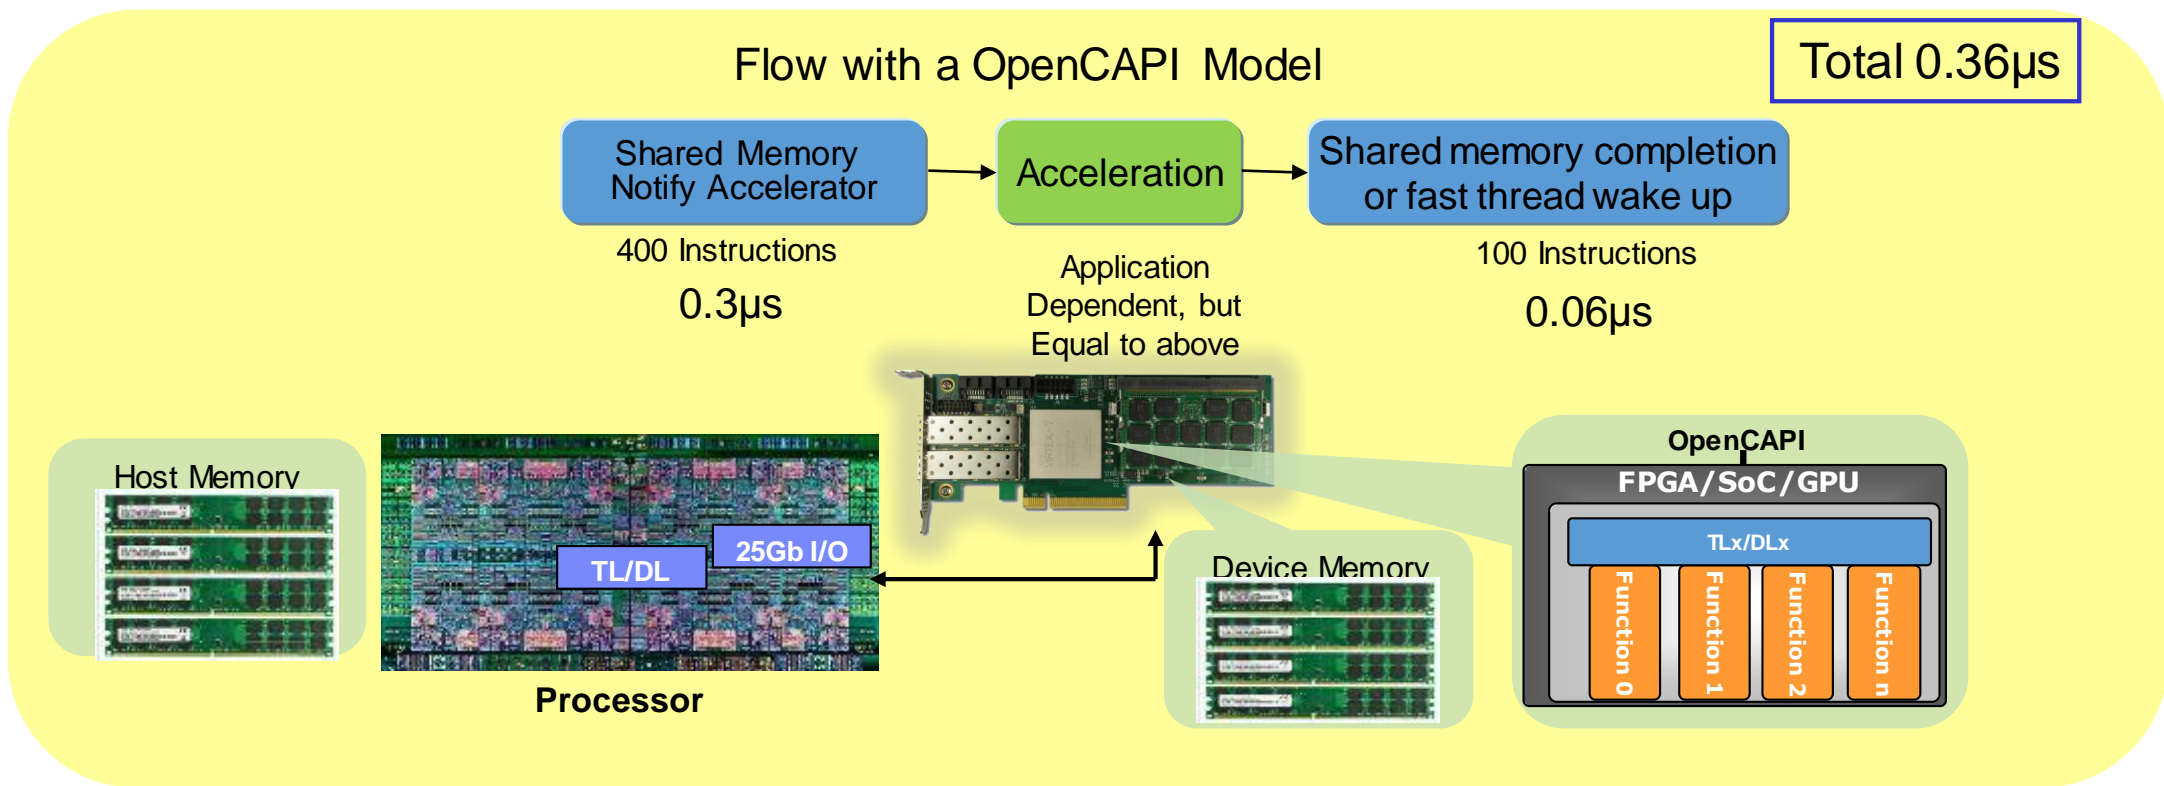 Flow with a OpenCAPI Model
Total 0.36µs
Shared Memory
Notify Accelerator
Acceleration
Shared memory completion
or fast thread wake up
400 Instructions
0.3µs
Application
Dependent, but
Equal to above
100 Instructions
0.06µs
Host Memory
TL/DL
25Gb I/O
Processor
VIRTEX-7
Device Memory
OpenCAPI
FPGA/SoC/GPU
TLx/DLx
Function 0
Function 1
Function 2
Function n